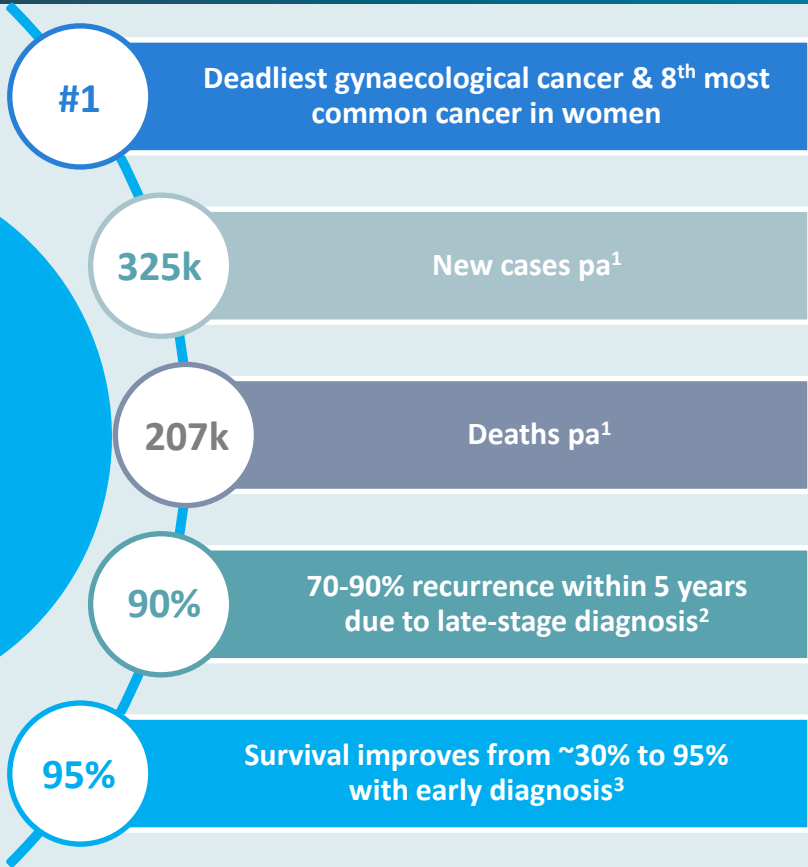 #1
Deadliest gynaecological cancer & 8th most
common cancer in women
325k
New cases pa1
207k
Deaths pa1
90%
70-90% recurrence within 5 years
due to late-stage diagnosis2
95%
Survival improves from ~30% to 95%
with early diagnosis3